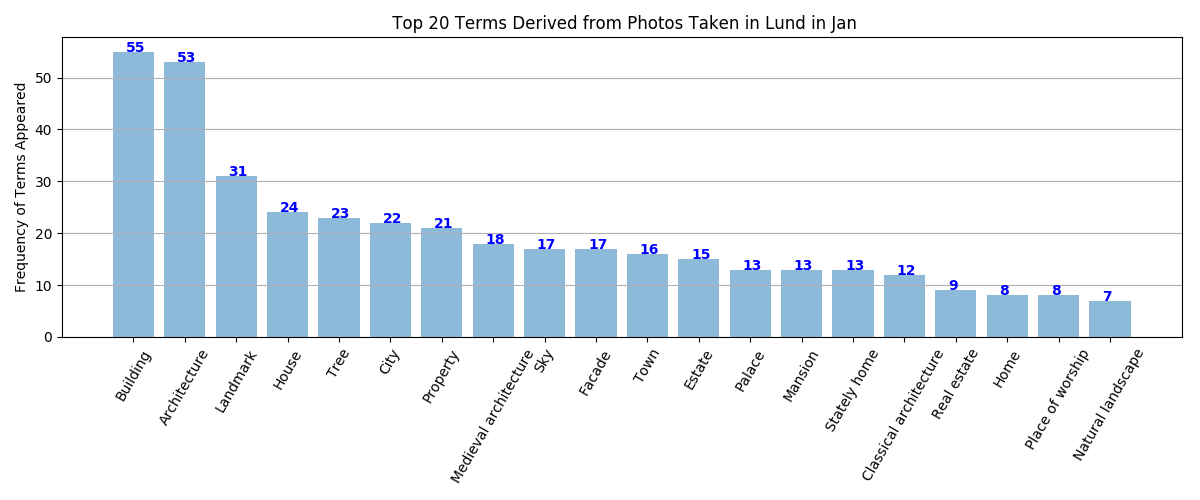 Top 20 Terms Derived from Photos Taken in Lund in Jan
Frequency of Terms Appeared
50
40
30
20
10
0
55
53
31
24
23
22
21
18
17
17
16
15
13
13
13
12
9
8
8
7
Building
Architecture
Landmark
House
Tree
City
Property
Medieval architecture
Sky
Facade
Town
Estate
Palace
Mansion
Stately home
Classical architecture
Real estate
Home
Place of worship
Natural landscape